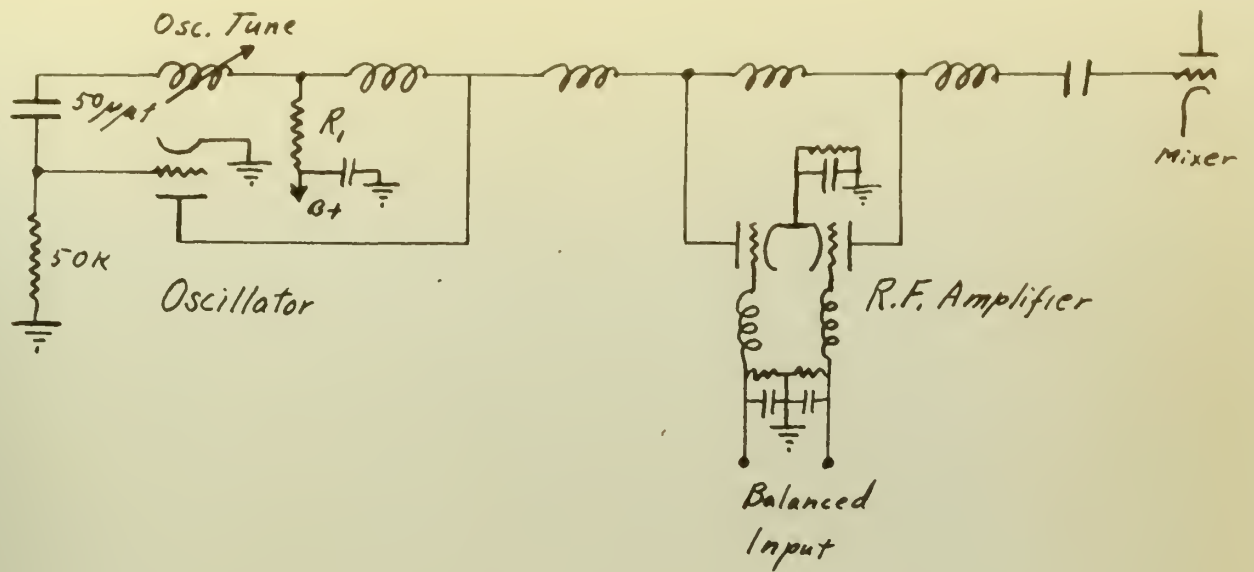 Osc. Tune
50μμf
R₁
B+
50K
Oscillator
R.F. Amplifier
Mixer
Balanced
Input